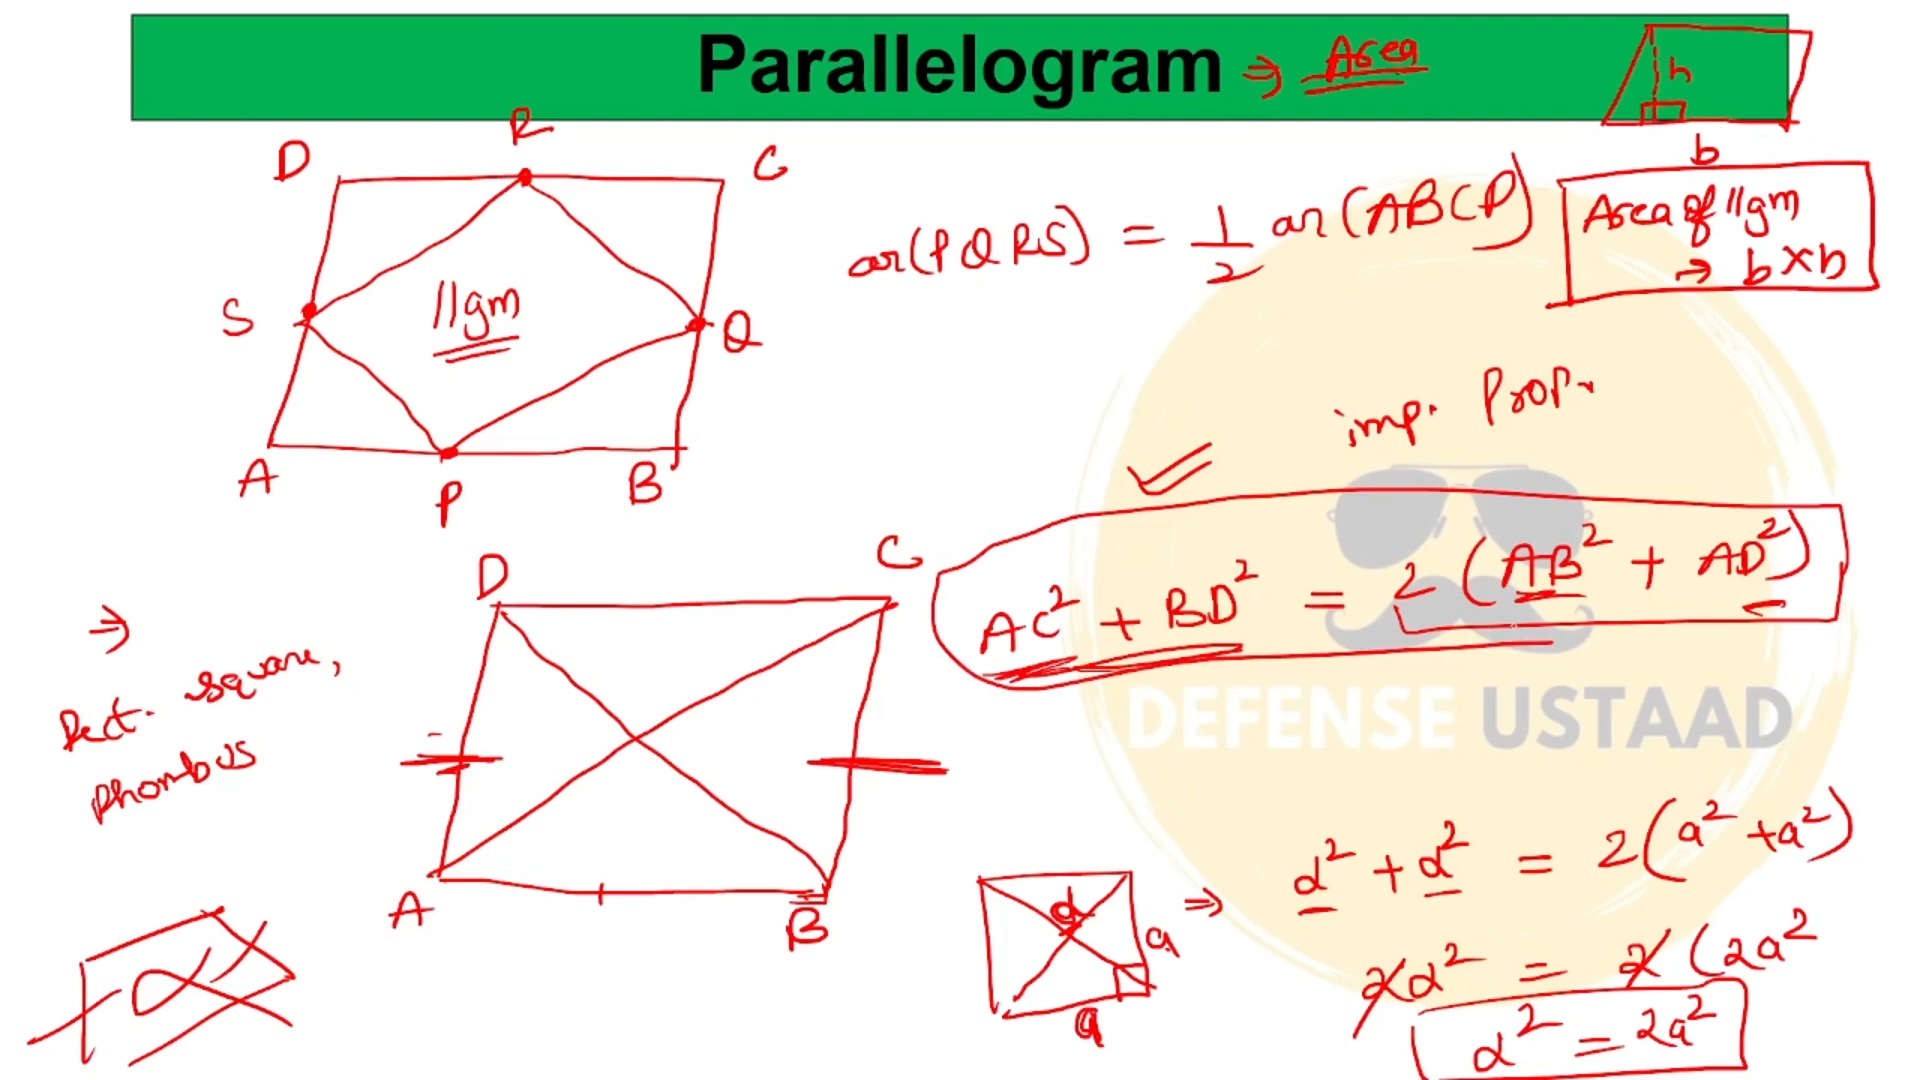 Parallelogram ⇒ Area
h
b
D R C
S Q
A P B
||gm
ar(PQRS) = 1/2 ar(ABCD)
Area of ||gm
→ b×h
imp. Prop.
AC² + BD² = 2 (AB² + AD²)
D C
A B
→
Rect. square,
Rhombus
DEFENSE USTAAD
d
a
a
⇒ d² + d² = 2(a² + a²)
2d² = 2 (2a²
d² = 2a²